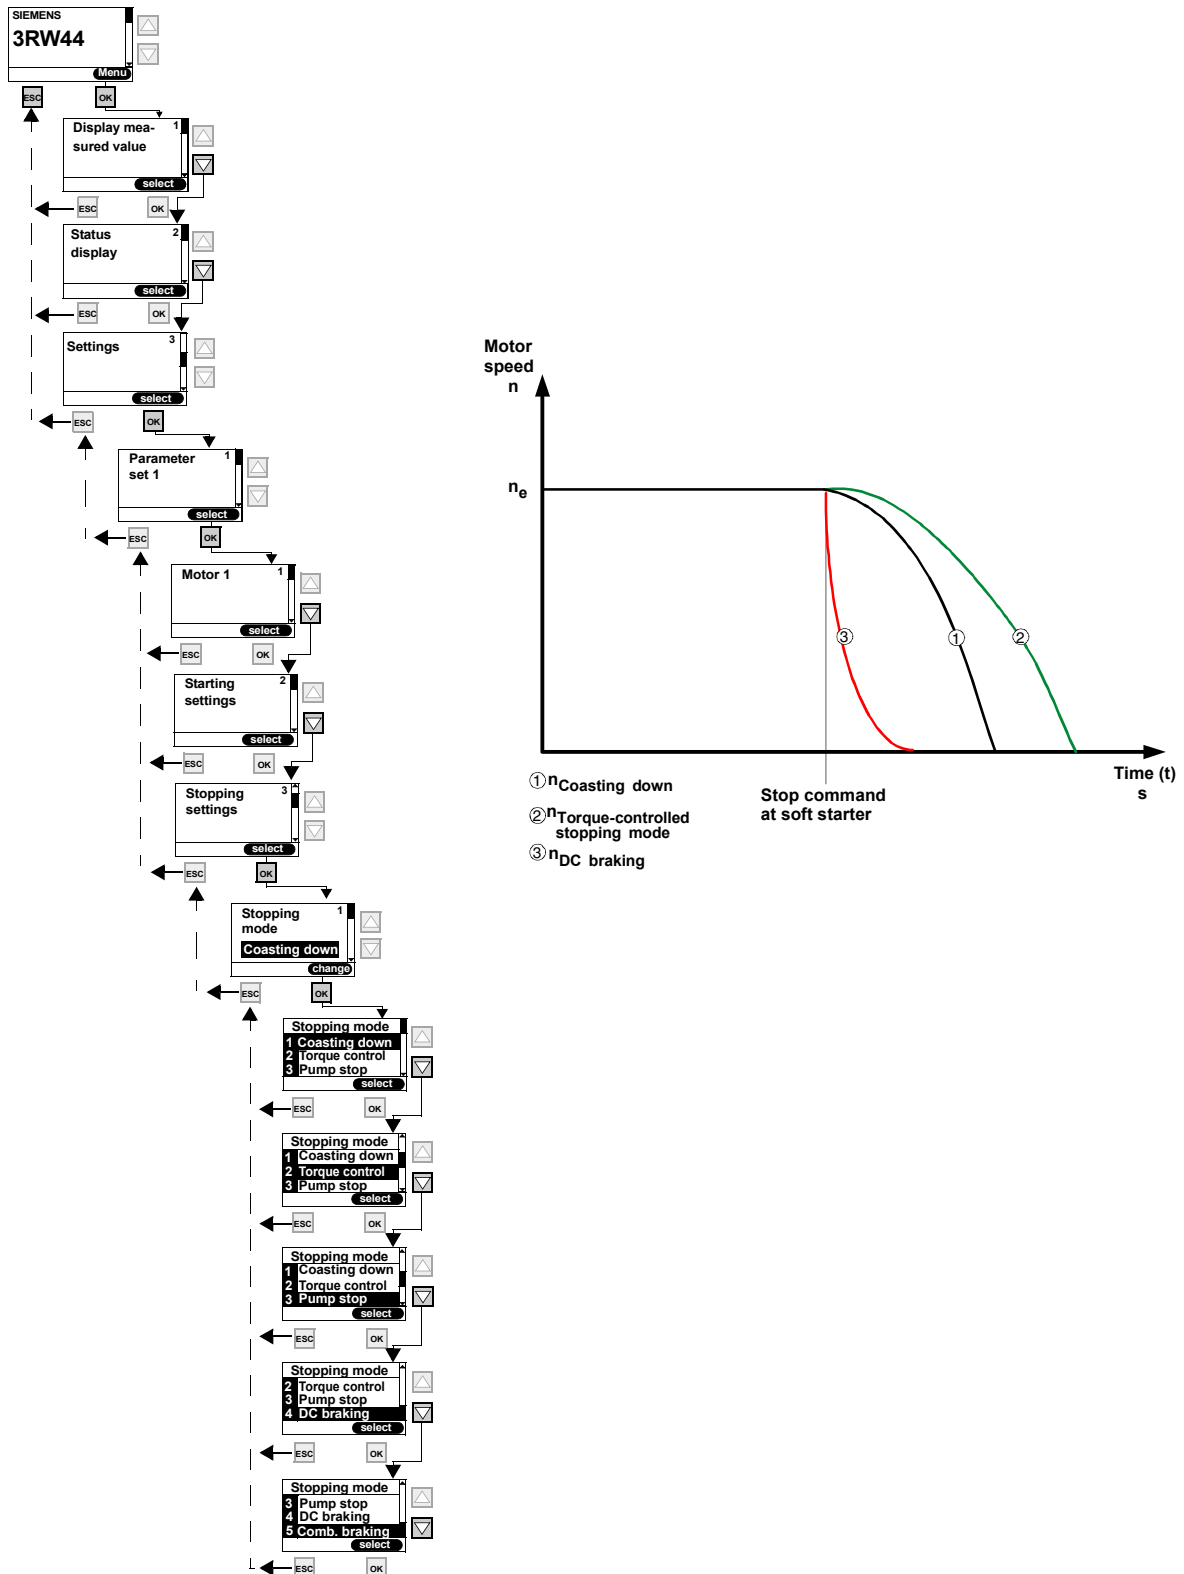 SIEMENS
3RW44
Menu
ESC
OK
Display mea-
sured value
1
select
ESC
OK
Status
display
2
select
ESC
OK
Settings
3
select
ESC
OK
Parameter
set 1
1
select
ESC
OK
Motor 1
1
select
ESC
OK
Starting
settings
2
select
ESC
OK
Stopping
settings
3
select
ESC
OK
Stopping
mode
1
Coasting down
change
ESC
OK
Stopping mode
1 Coasting down
2 Torque control
3 Pump stop
select
ESC
OK
Stopping mode
1 Coasting down
2 Torque control
3 Pump stop
select
ESC
OK
Stopping mode
1 Coasting down
2 Torque control
3 Pump stop
select
ESC
OK
Stopping mode
2 Torque control
3 Pump stop
4 DC braking
select
ESC
OK
Stopping mode
3 Pump stop
4 DC braking
5 Comb. braking
select
ESC
OK
Motor
speed
n
ne
③
①
②
Time (t)
s
Stop command
at soft starter
① nCoasting down
② nTorque-controlled
stopping mode
③ nDC braking